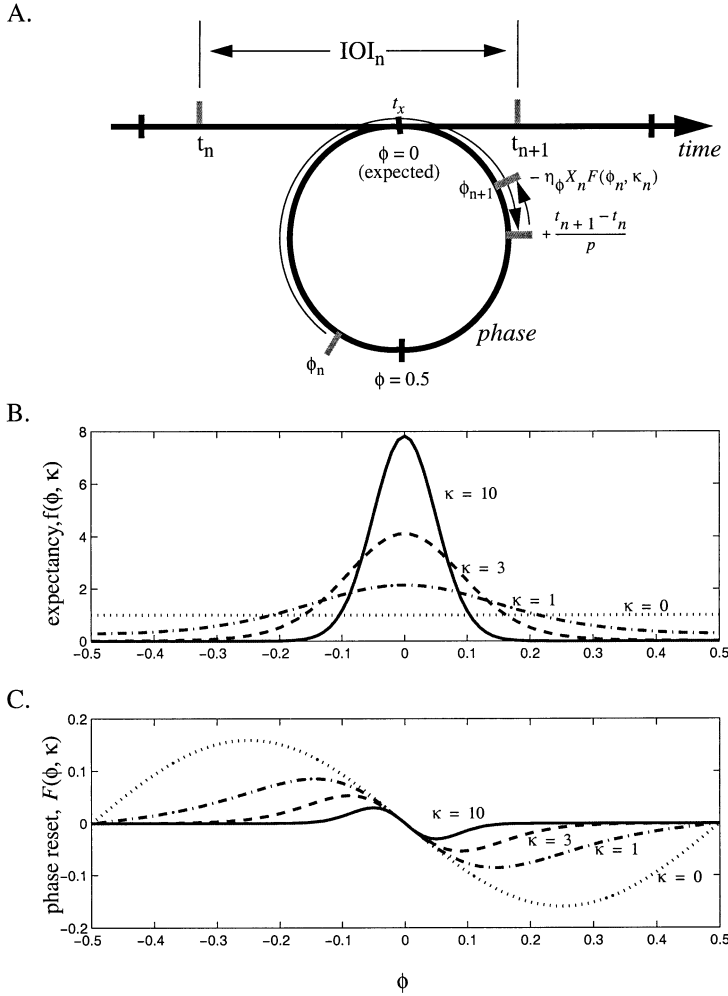 A.
IOIₙ
tₓ
tₙ
tₙ₊₁
time
ϕ = 0
(expected)
ϕₙ₊₁
− η_ϕ Xₙ F(ϕₙ, κₙ)
+ (tₙ₊₁ − tₙ) / p
phase
ϕₙ
ϕ = 0.5
B.
expectancy, f(ϕ, κ)
8
6
4
2
0
κ = 10
κ = 3
κ = 1
κ = 0
−0.5 −0.4 −0.3 −0.2 −0.1 0 0.1 0.2 0.3 0.4 0.5
C.
phase reset, F(ϕ, κ)
0.2
0.1
0
−0.1
−0.2
κ = 10
κ = 3
κ = 1
κ = 0
−0.5 −0.4 −0.3 −0.2 −0.1 0 0.1 0.2 0.3 0.4 0.5
ϕ